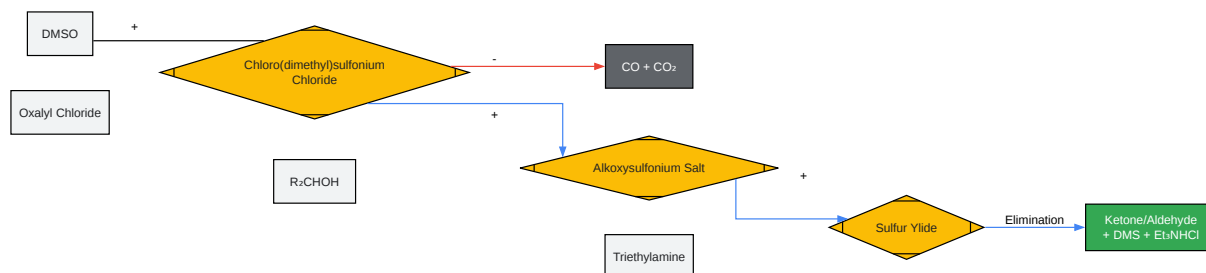 DMSO
+
Oxalyl Chloride
Chloro(dimethyl)sulfonium
Chloride
-
CO + CO₂
+
R₂CHOH
Alkoxysulfonium Salt
+
Triethylamine
Sulfur Ylide
Elimination
Ketone/Aldehyde
+ DMS + Et₃NHCl